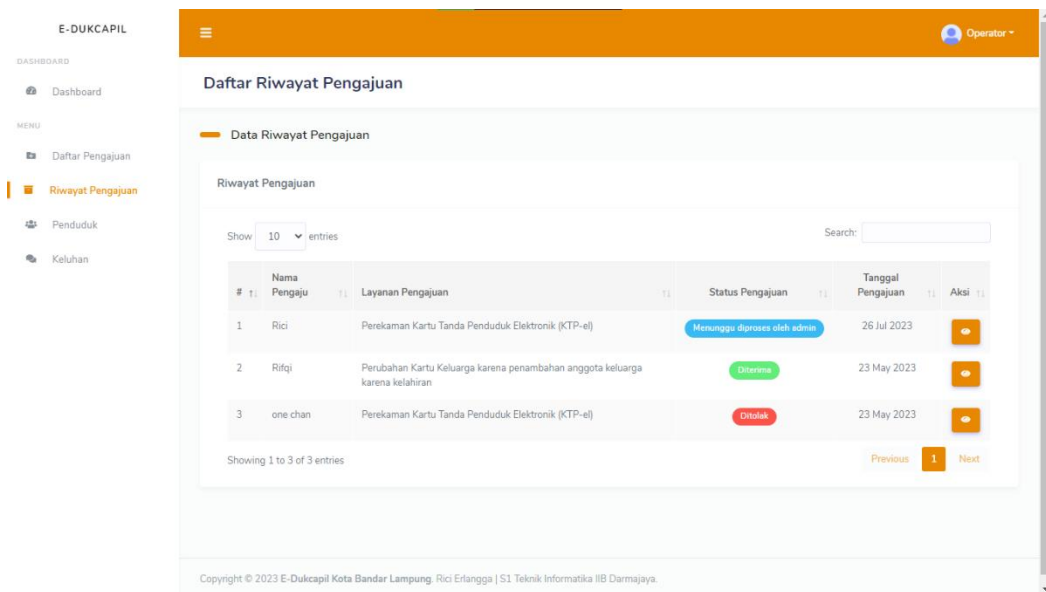 E-DUKCAPIL
Operator
DASHBOARD
Dashboard
MENU
Daftar Pengajuan
Riwayat Pengajuan
Penduduk
Keluhan
Daftar Riwayat Pengajuan
Data Riwayat Pengajuan
Riwayat Pengajuan
Show 10 entries
Search:
# Nama Pengaju Layanan Pengajuan Status Pengajuan Tanggal Pengajuan Aksi
1 Rici Perekaman Kartu Tanda Penduduk Elektronik (KTP-el) Menunggu diproses oleh admin 26 Jul 2023
2 Rifqi Perubahan Kartu Keluarga karena penambahan anggota keluarga karena kelahiran Diterima 23 May 2023
3 one chan Perekaman Kartu Tanda Penduduk Elektronik (KTP-el) Ditolak 23 May 2023
Showing 1 to 3 of 3 entries
Previous 1 Next
Copyright © 2023 E-Dukcapil Kota Bandar Lampung. Rici Erlangga | S1 Teknik Informatika IIB Darmajaya.